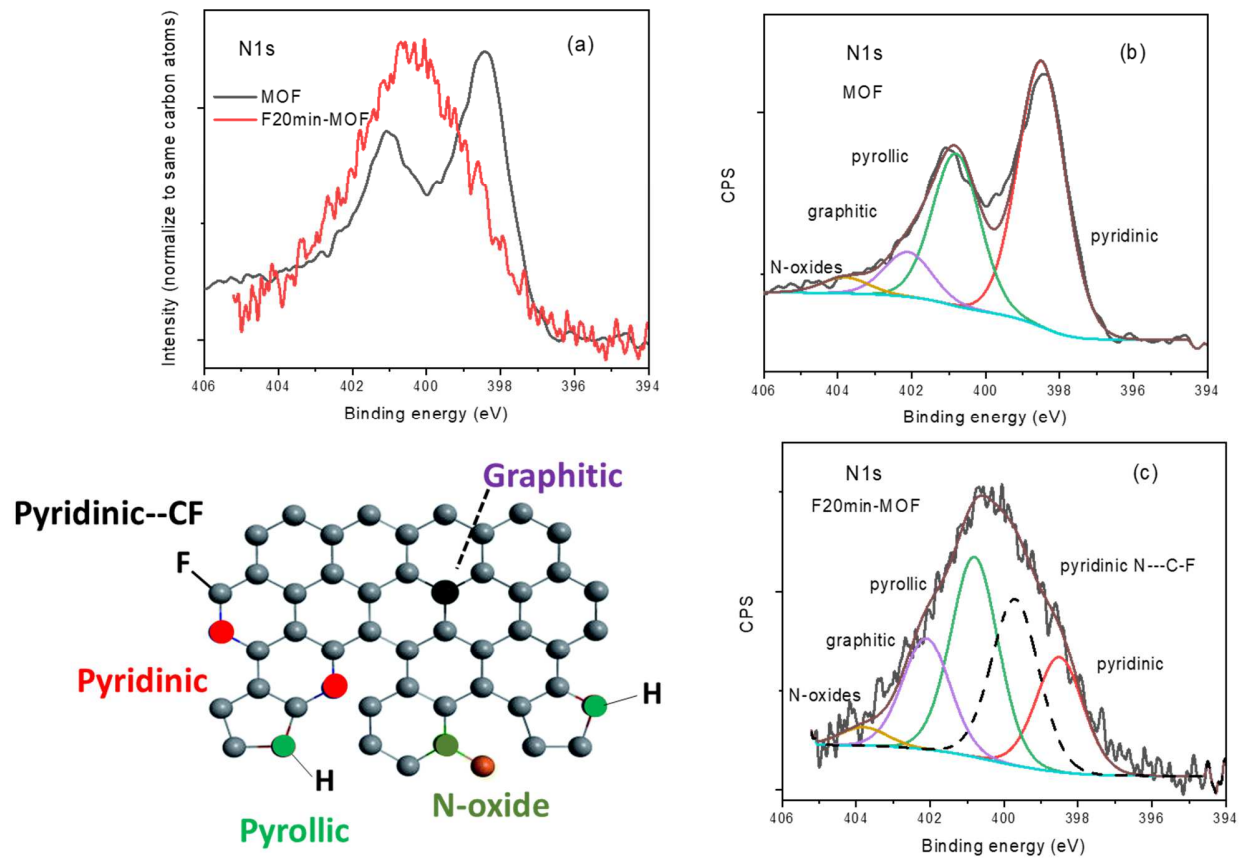 N1s
(a)
MOF
F20min-MOF
Intensity (normalize to same carbon atoms)
406 404 402 400 398 396 394
Binding energy (eV)
N1s
(b)
MOF
pyrollic
graphitic
N-oxides
pyridinic
CPS
406 404 402 400 398 396 394
Binding energy (eV)
Graphitic
Pyridinic--CF
F
Pyridinic
H
H
N-oxide
Pyrollic
N1s
(c)
F20min-MOF
pyridinic N---C-F
pyrollic
graphitic
pyridinic
N-oxides
CPS
406 404 402 400 398 396 394
Binding energy (eV)